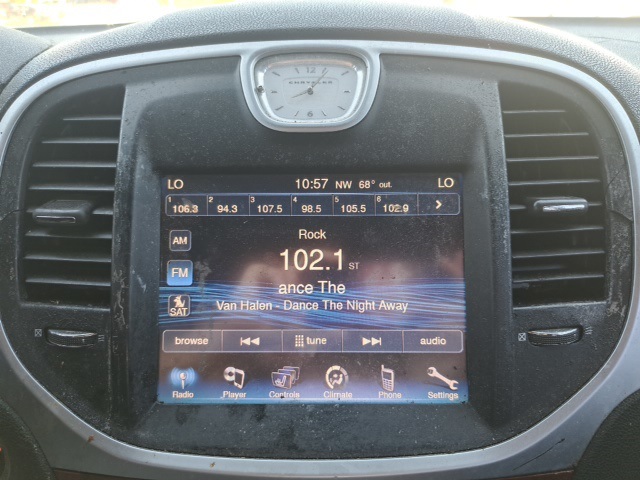 12
CHRYSLER
LO 10:57 NW 68° out. LO
1 106.3 2 94.3 3 107.5 4 98.5 5 105.5 6 102.9 >
Rock
AM
102.1 ST
FM
ance The
Van Halen - Dance The Night Away
SAT
browse tune audio
Radio Player Controls Climate Phone Settings